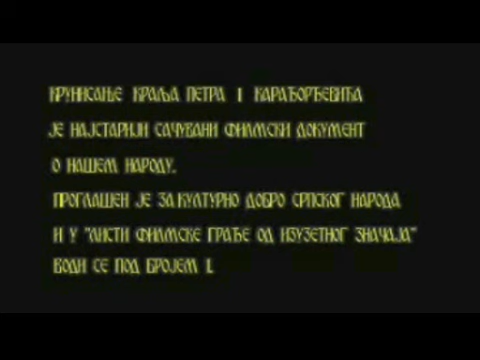 КРУНИСАЊЕ КРАЉА ПЕТРА I КАРАЂОРЂЕВИЋА
ЈЕ НАЈСТАРИЈИ САЧУВАНИ ФИЛМСКИ ДОКУМЕНТ
О НАШЕМ НАРОДУ.
ПРОГЛАШЕН ЈЕ ЗА КУЛТУРНО ДОБРО СРПСКОГ НАРОДА
И У "ЛИСТИ ФИЛМСКЕ ГРАЂЕ ОД ИЗУЗЕТНОГ ЗНАЧАЈА"
ВОДИ СЕ ПОД БРОЈЕМ 1.